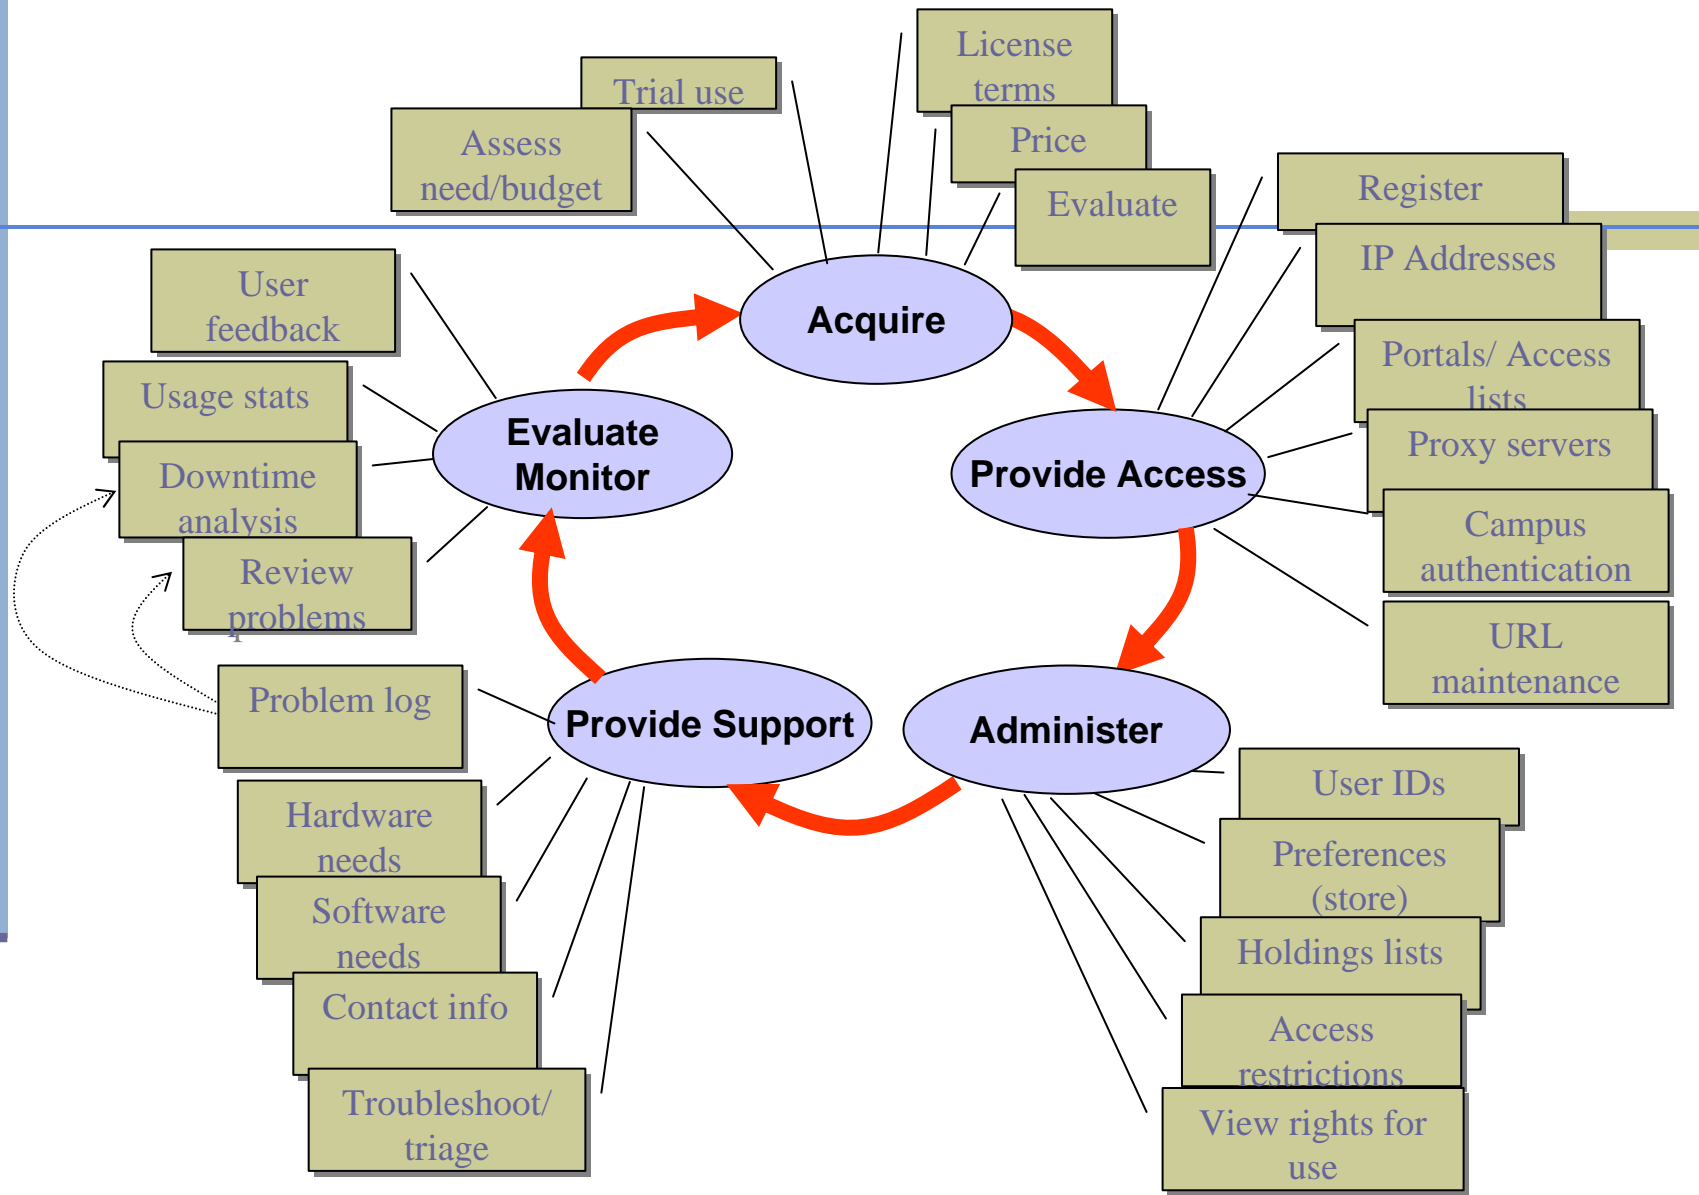 License
terms
Trial use
Assess
need/budget
Price
Evaluate
Register
IP Addresses
Portals/ Access
lists
Proxy servers
Campus
authentication
URL
maintenance
Acquire
Provide Access
Administer
Provide Support
Evaluate
Monitor
User
feedback
Usage stats
Downtime
analysis
Review
problems
Problem log
Hardware
needs
Software
needs
Contact info
Troubleshoot/
triage
User IDs
Preferences
(store)
Holdings lists
Access
restrictions
View rights for
use